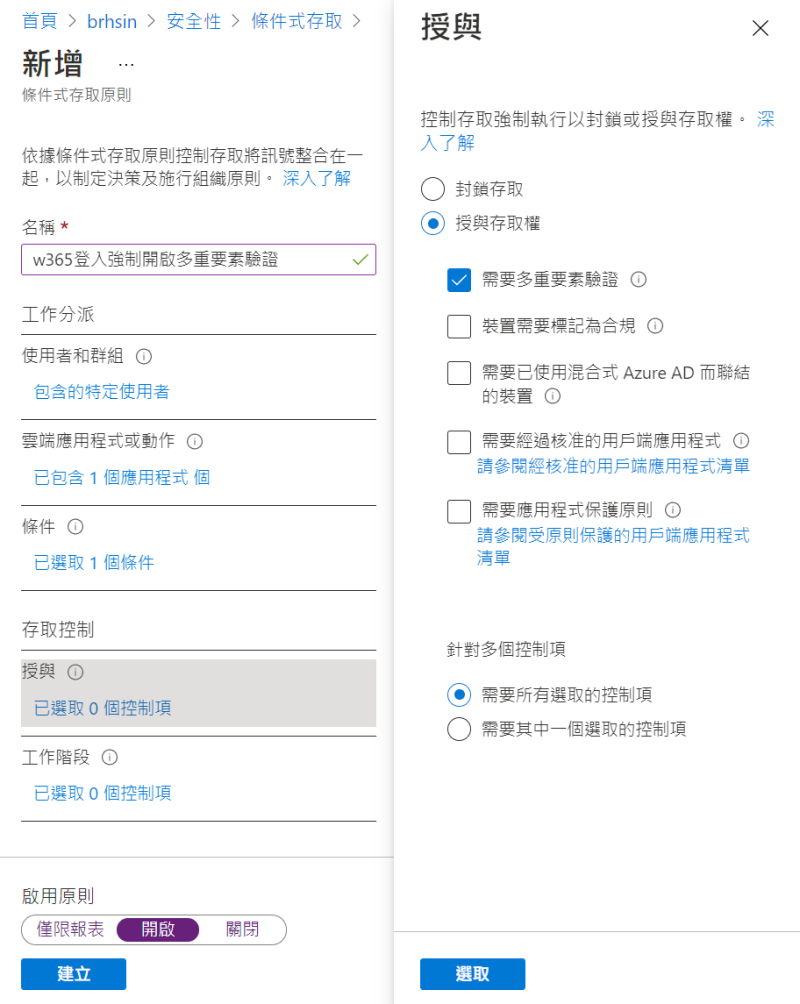 首頁 > brhsin > 安全性 > 條件式存取 >
新增 ...
條件式存取原則
依據條件式存取原則控制存取將訊號整合在一
起，以制定決策及施行組織原則。 深入了解
名稱 *
w365登入強制開啟多重要素驗證
工作分派
使用者和群組
包含的特定使用者
雲端應用程式或動作
已包含 1 個應用程式 個
條件
已選取 1 個條件
存取控制
授與
已選取 0 個控制項
工作階段
已選取 0 個控制項
啟用原則
僅限報表 開啟 關閉
建立
授與
控制存取強制執行以封鎖或授與存取權。 深
入了解
封鎖存取
授與存取權
需要多重要素驗證
裝置需要標記為合規
需要已使用混合式 Azure AD 而聯結
的裝置
需要經過核准的用戶端應用程式
請參閱經核准的用戶端應用程式清單
需要應用程式保護原則
請參閱受原則保護的用戶端應用程式
清單
針對多個控制項
需要所有選取的控制項
需要其中一個選取的控制項
選取